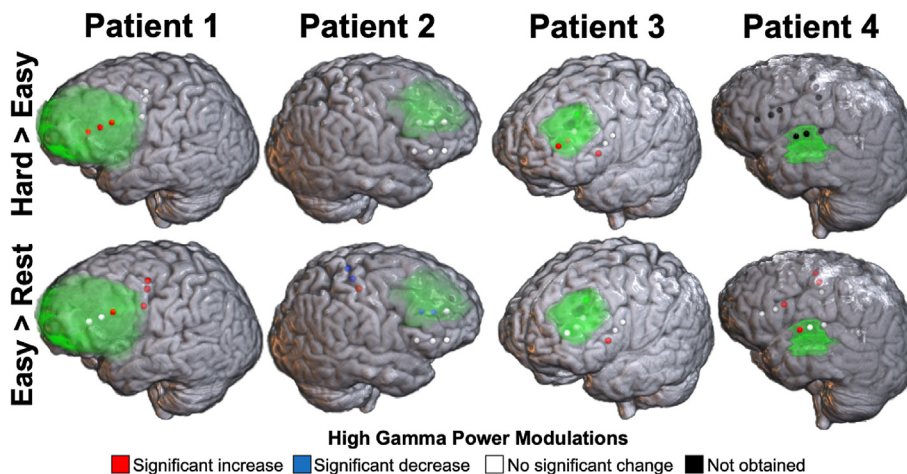 Patient 1 Patient 2 Patient 3 Patient 4
Hard > Easy
Easy > Rest
High Gamma Power Modulations
Significant increase Significant decrease No significant change Not obtained